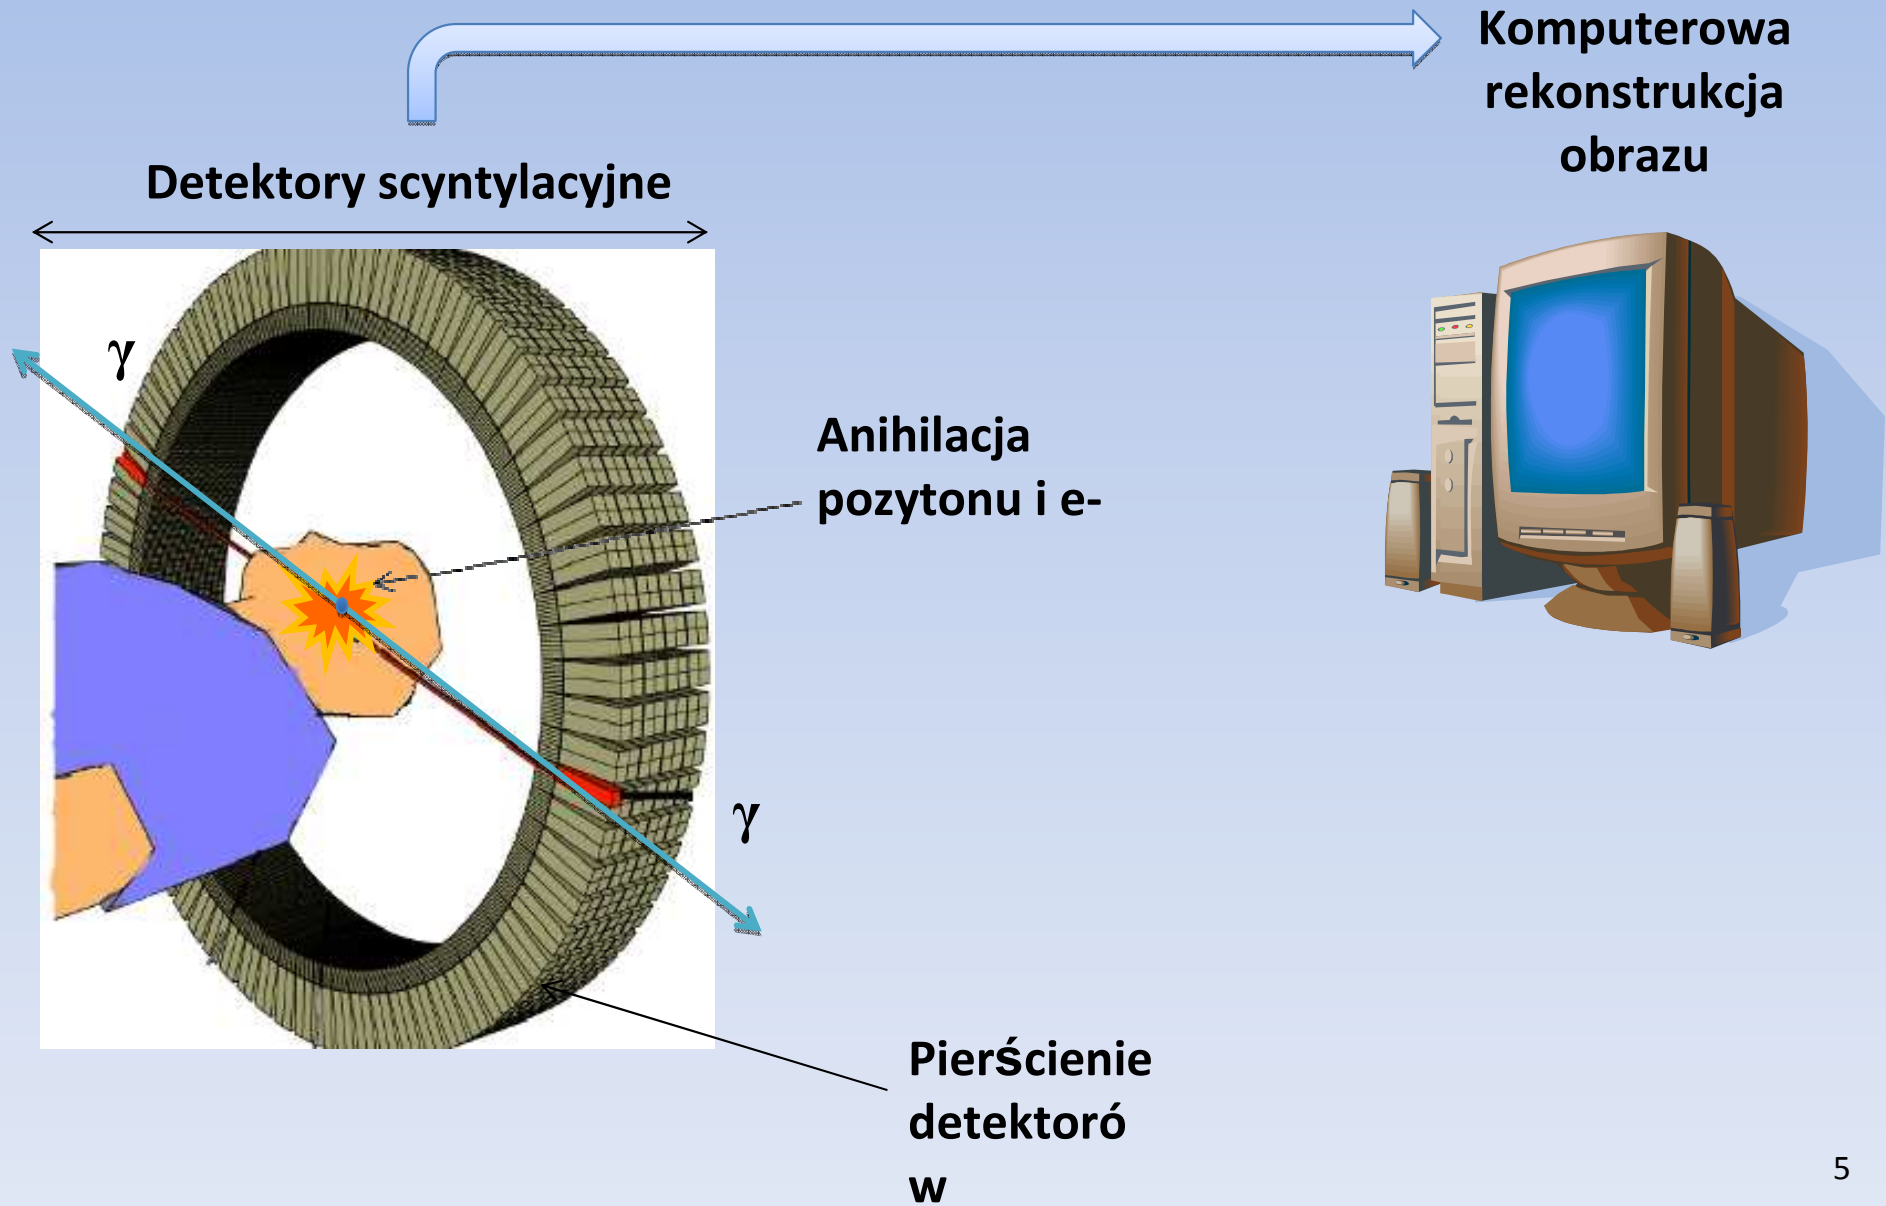 Komputerowa
rekonstrukcja
obrazu
Detektory scyntylacyjne
γ
Anihilacja
pozytonu i e-
γ
Pierścienie
detektoró
w
5